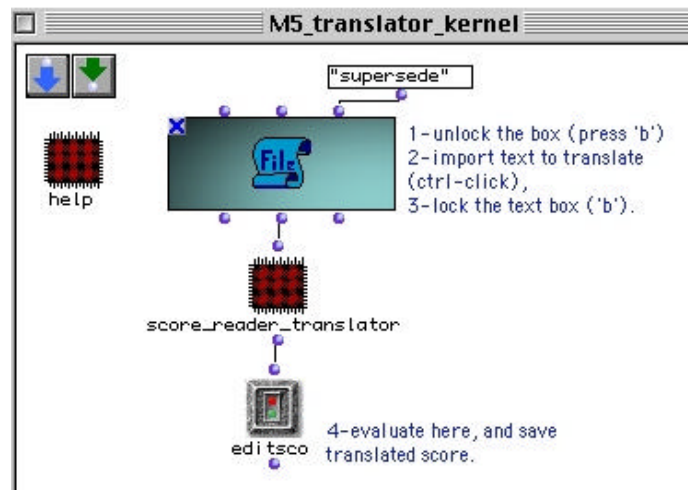 M5_translator_kernel
"supersede"
File
1-unlock the box (press 'b')
2-import text to translate
(ctrl-click),
3-lock the text box ('b').
help
score_reader_translator
editsco
4-evaluate here, and save
translated score.